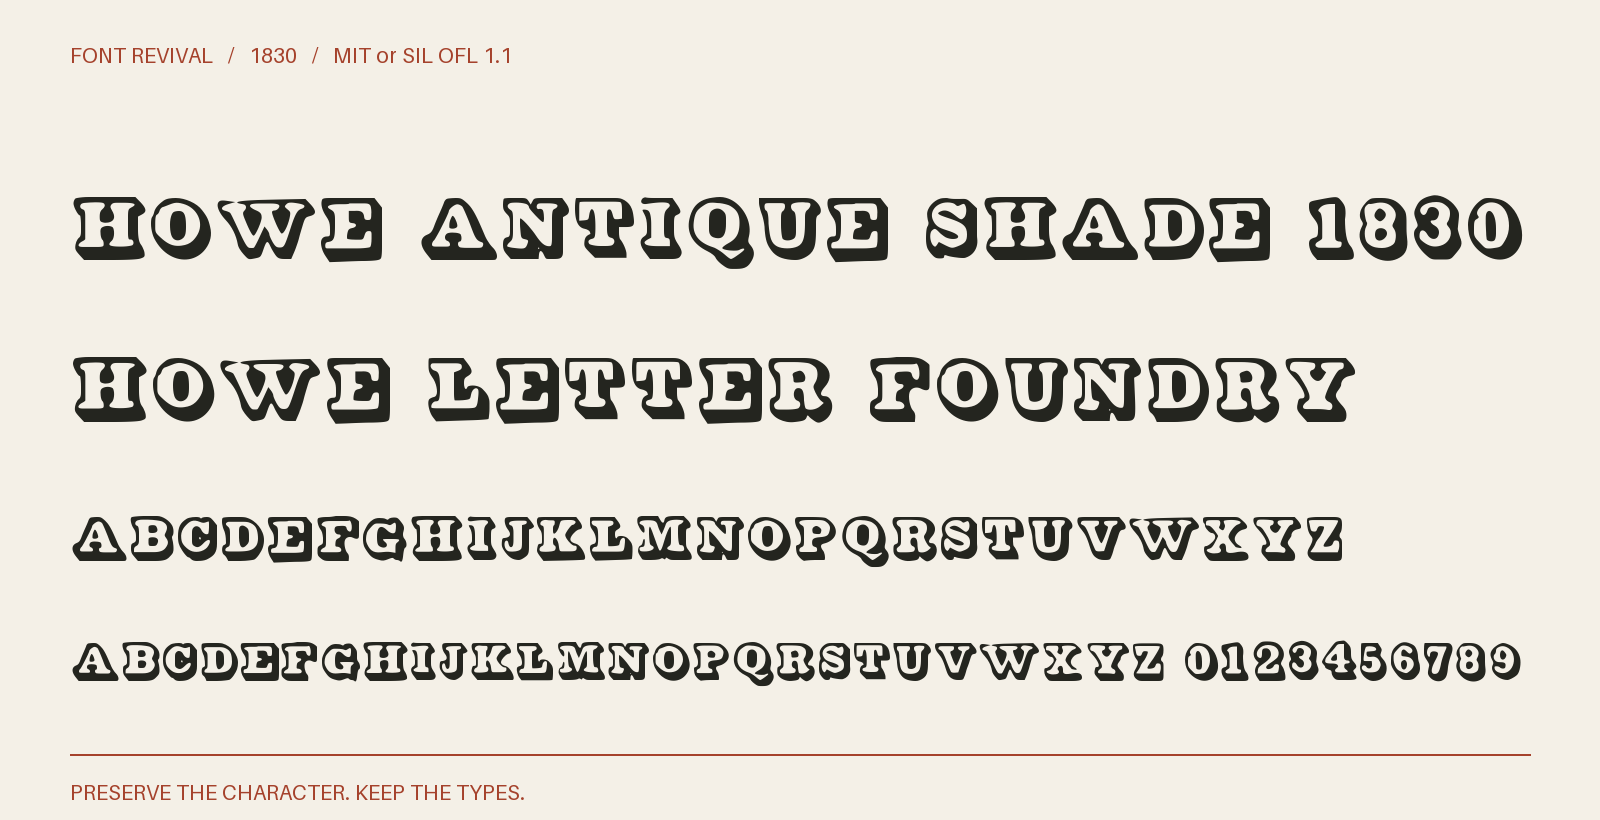 FONT REVIVAL / 1830 / MIT or SIL OFL 1.1
HOWE ANTIQUE SHADE 1830
HOWE LETTER FOUNDRY
ABCDEFGHIJKLMNOPQRSTUVWXYZ
ABCDEFGHIJKLMNOPQRSTUVWXYZ 0123456789
PRESERVE THE CHARACTER. KEEP THE TYPES.